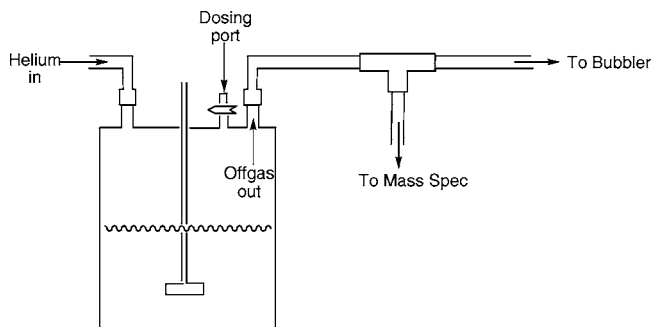 Dosing
port
Helium
in
To Bubbler
Offgas
out
To Mass Spec